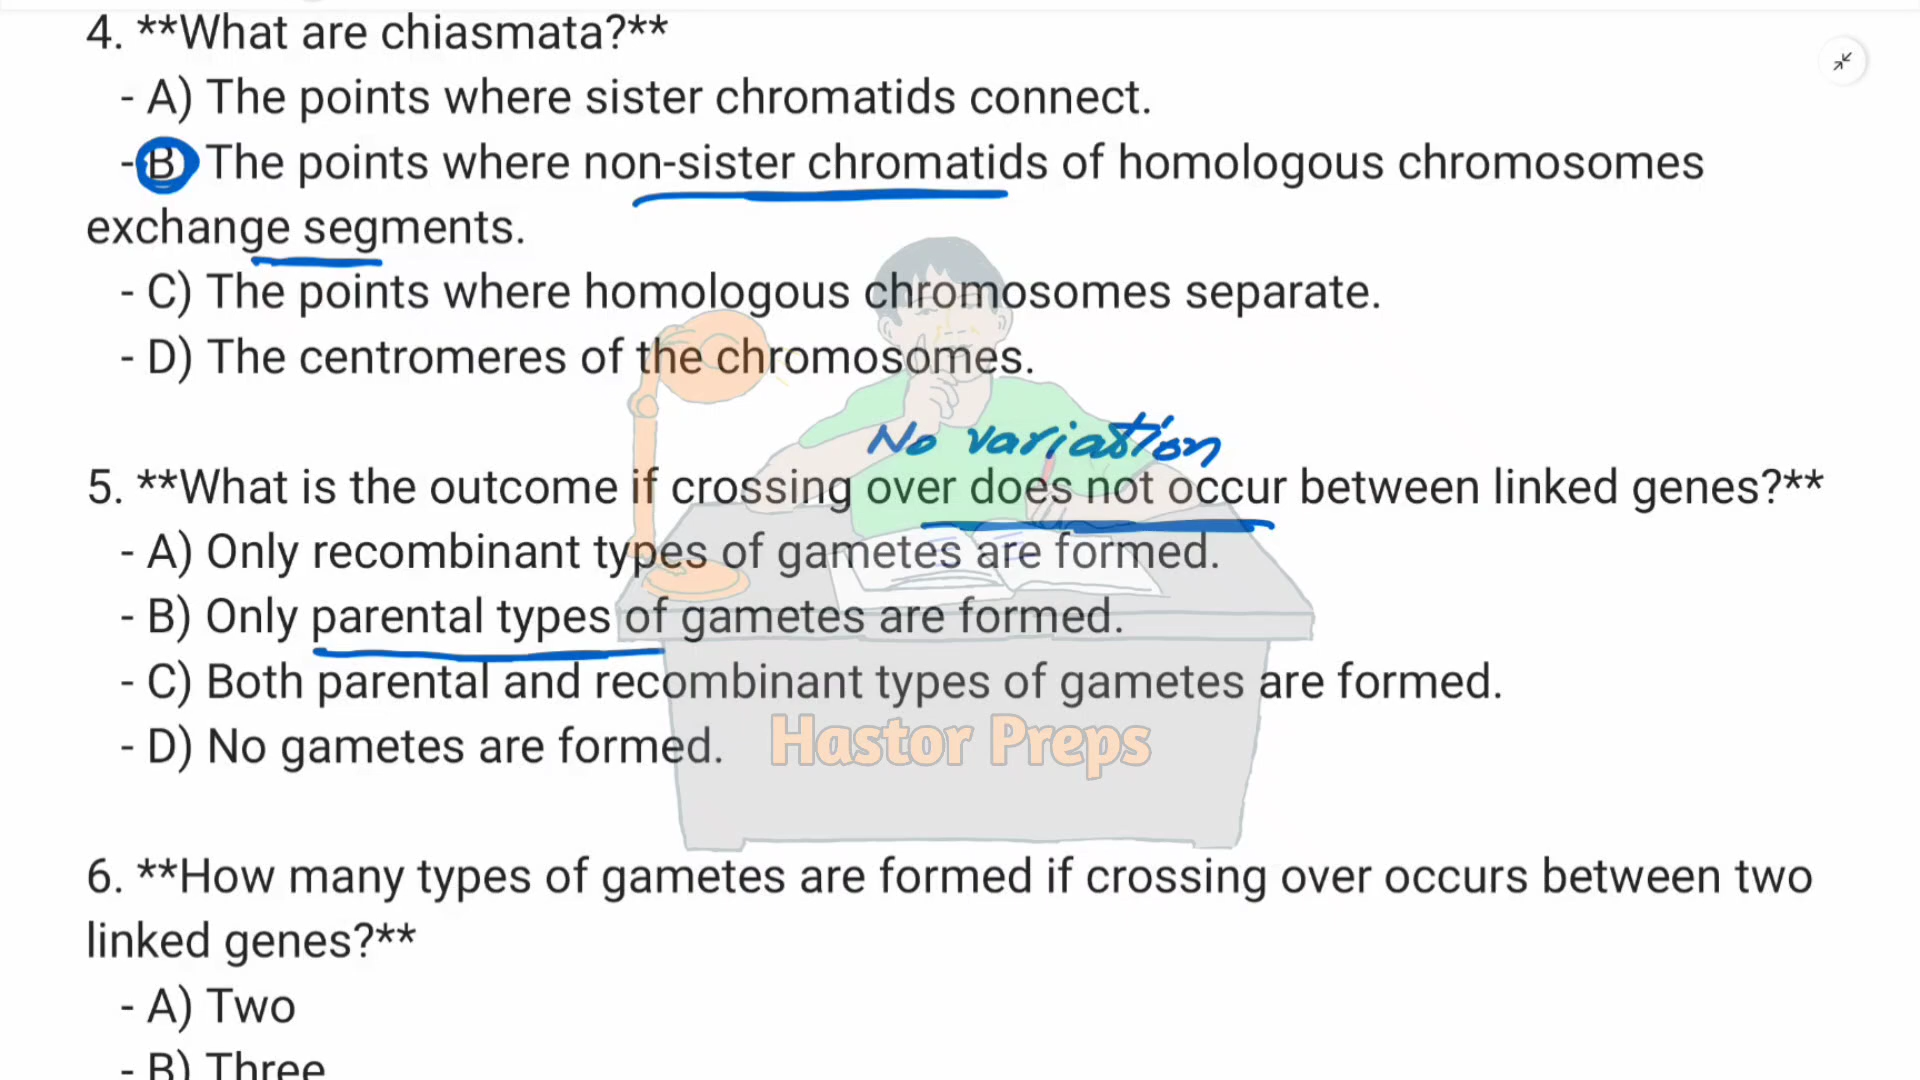 4. **What are chiasmata?**
- A) The points where sister chromatids connect.
- B) The points where non-sister chromatids of homologous chromosomes
exchange segments.
- C) The points where homologous chromosomes separate.
- D) The centromeres of the chromosomes.
No variation
5. **What is the outcome if crossing over does not occur between linked genes?**
- A) Only recombinant types of gametes are formed.
- B) Only parental types of gametes are formed.
- C) Both parental and recombinant types of gametes are formed.
- D) No gametes are formed.
Hastor Preps
6. **How many types of gametes are formed if crossing over occurs between two
linked genes?**
- A) Two
- B) Three